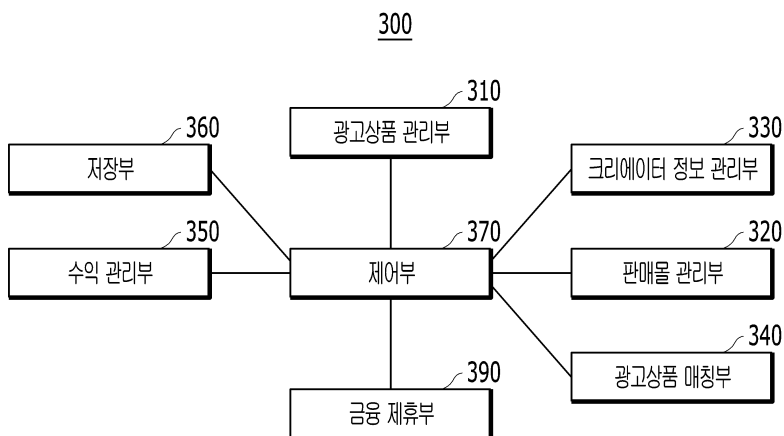 300
310
광고상품 관리부
360
저장부
330
크리에이터 정보 관리부
350
수익 관리부
370
제어부
320
판매몰 관리부
340
광고상품 매칭부
390
금융 제휴부